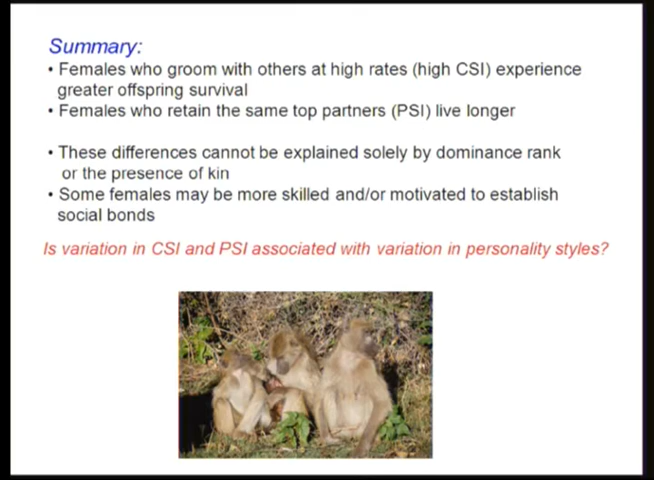 Summary:
• Females who groom with others at high rates (high CSI) experience
greater offspring survival
• Females who retain the same top partners (PSI) live longer
• These differences cannot be explained solely by dominance rank
or the presence of kin
• Some females may be more skilled and/or motivated to establish
social bonds
Is variation in CSI and PSI associated with variation in personality styles?